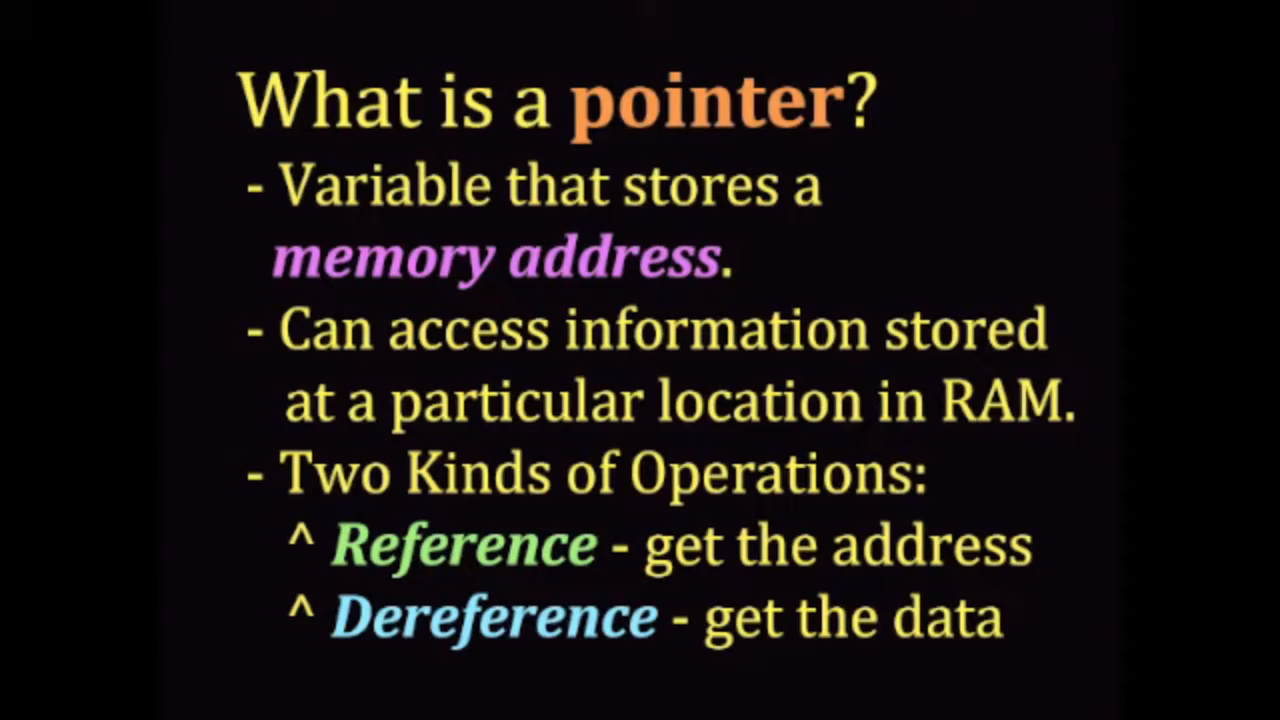 What is a pointer?
- Variable that stores a
memory address.
- Can access information stored
at a particular location in RAM.
- Two Kinds of Operations:
^ Reference - get the address
^ Dereference - get the data